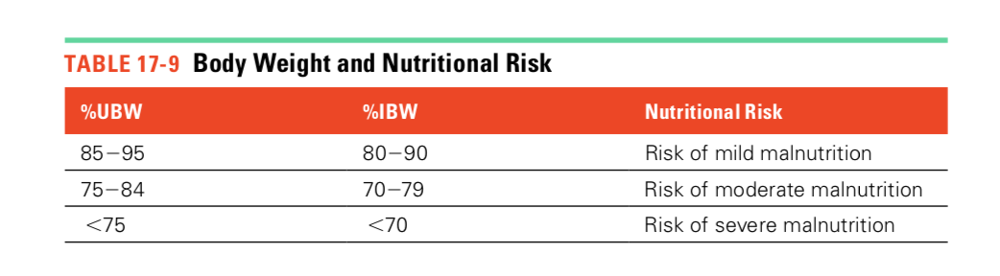 TABLE 17-9 Body Weight and Nutritional Risk
%UBW %IBW Nutritional Risk
85−95 80−90 Risk of mild malnutrition
75−84 70−79 Risk of moderate malnutrition
<75 <70 Risk of severe malnutrition